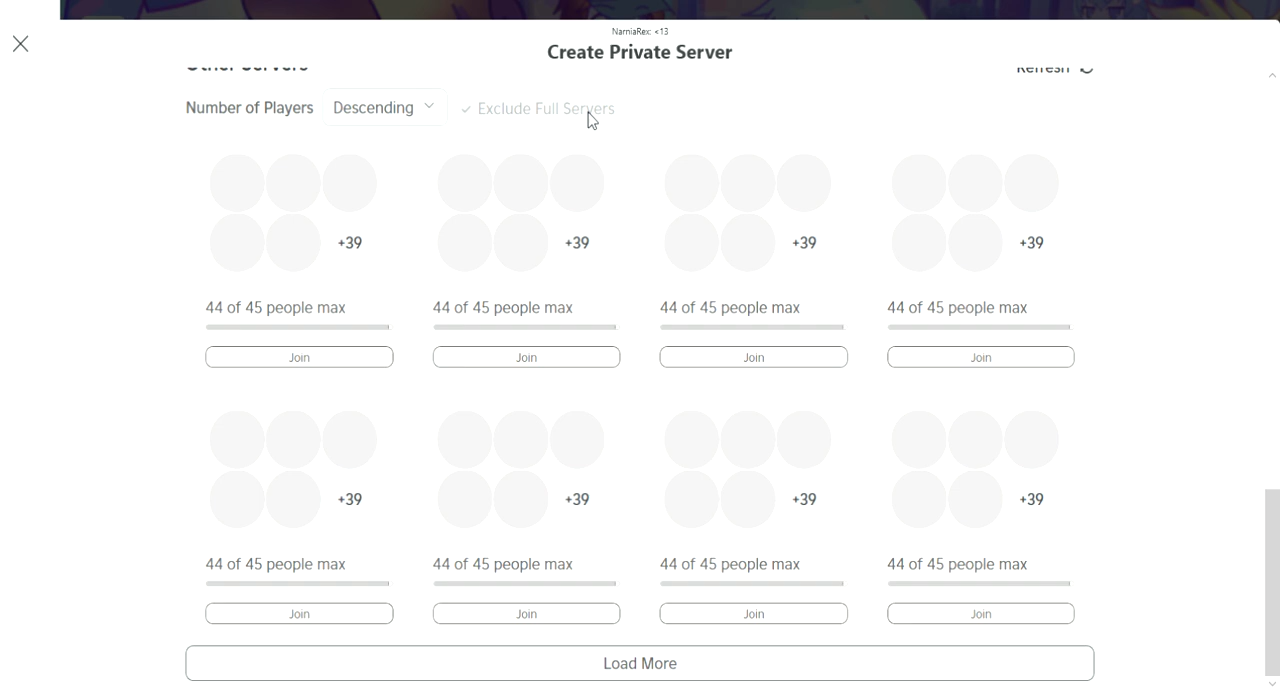 NarniaRex: <13
Create Private Server
Other Servers
Refresh
Number of Players Descending Exclude Full Servers
+39 +39 +39 +39
44 of 45 people max 44 of 45 people max 44 of 45 people max 44 of 45 people max
Join Join Join Join
+39 +39 +39 +39
44 of 45 people max 44 of 45 people max 44 of 45 people max 44 of 45 people max
Join Join Join Join
Load More